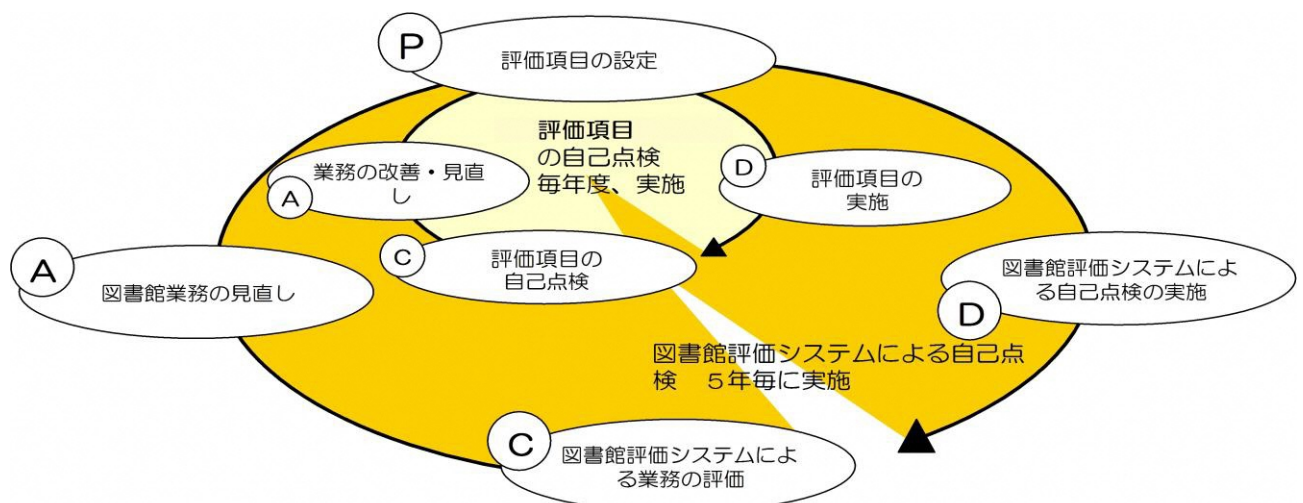 P
評価項目の設定
評価項目
の自己点検
毎年度、実施
業務の改善・見直
し
A
D
評価項目の
実施
C
評価項目の
自己点検
A
図書館業務の見直し
図書館評価システムによ
る自己点検の実施
D
図書館評価システムによる自己点
検　５年毎に実施
C
図書館評価システムによ
る業務の評価